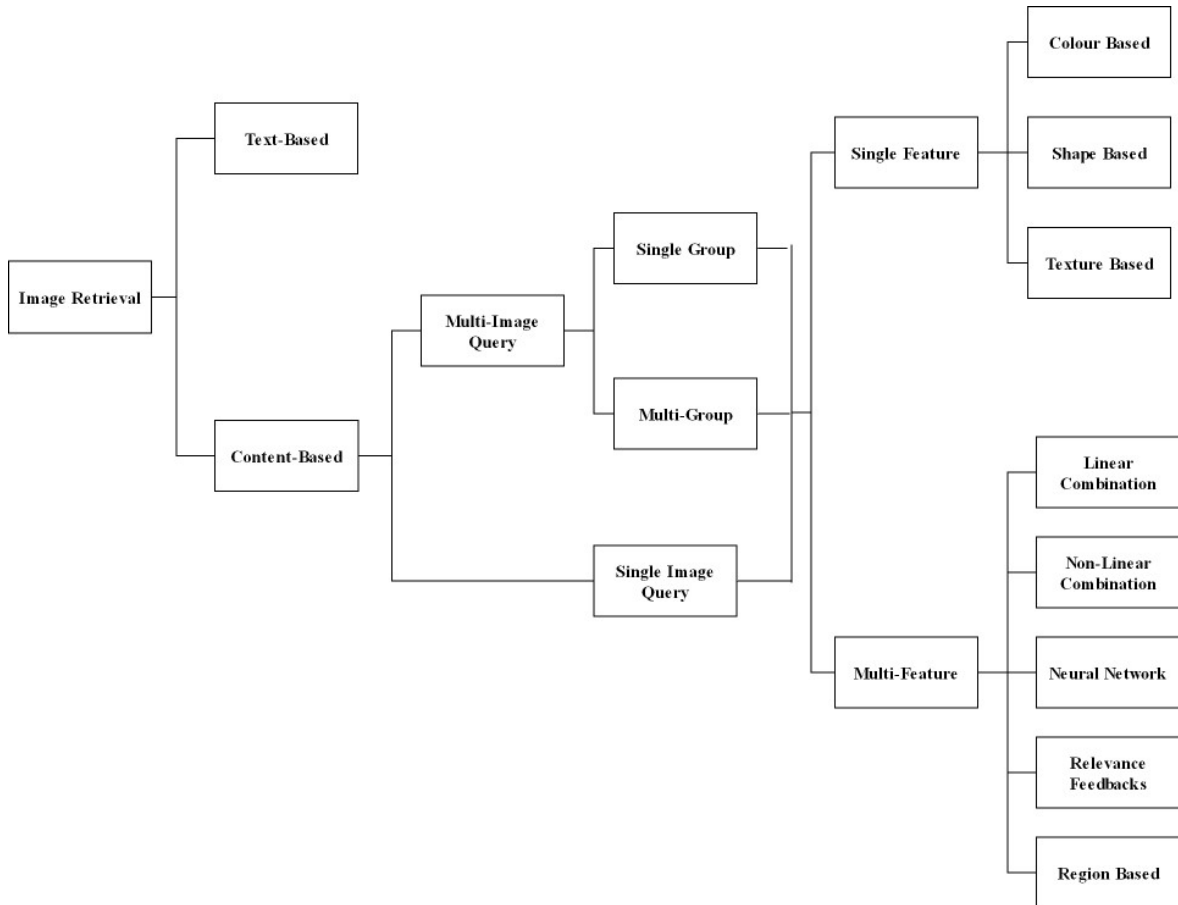 Colour Based
Text-Based
Single Feature
Shape Based
Single Group
Texture Based
Image Retrieval
Multi-Image
Query
Multi-Group
Content-Based
Linear
Combination
Single Image
Query
Non-Linear
Combination
Multi-Feature
Neural Network
Relevance
Feedbacks
Region Based